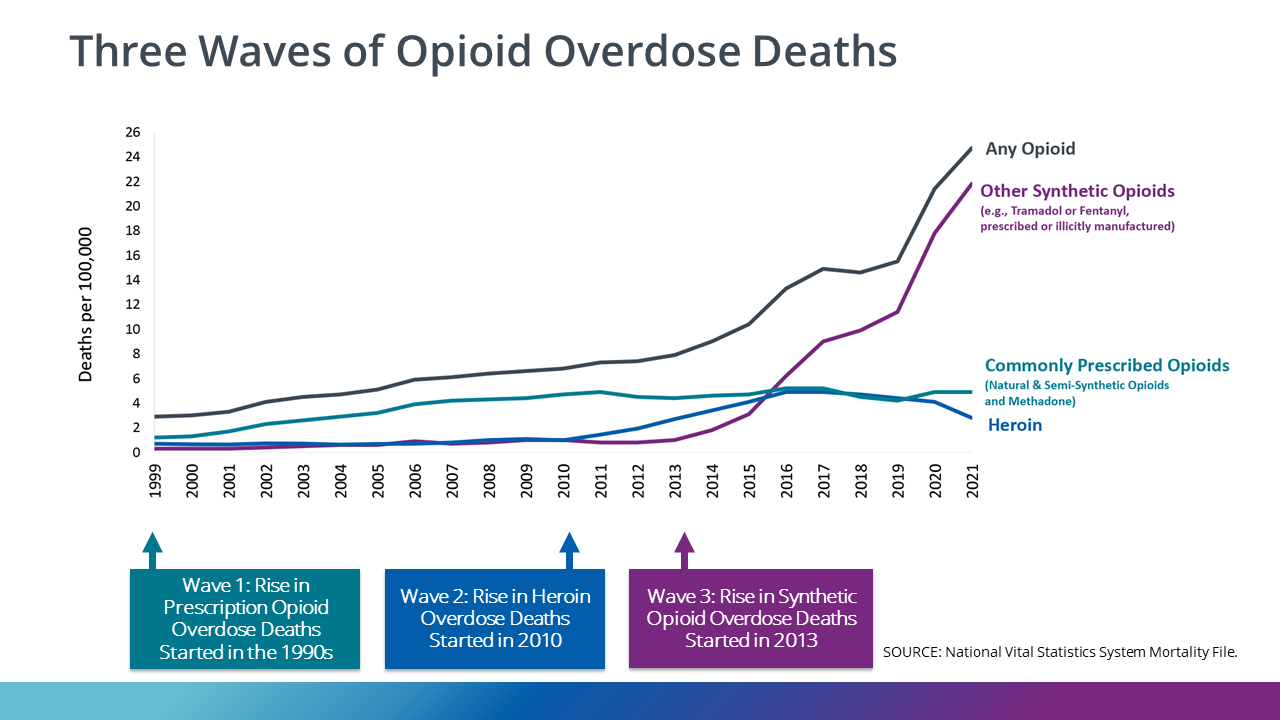 Three Waves of Opioid Overdose Deaths
Deaths per 100,000
26
24
22
20
18
16
14
12
10
8
6
4
2
0
1999
2000
2001
2002
2003
2004
2005
2006
2007
2008
2009
2010
2011
2012
2013
2014
2015
2016
2017
2018
2019
2020
2021
Any Opioid
Other Synthetic Opioids
(e.g., Tramadol or Fentanyl,
prescribed or illicitly manufactured)
Commonly Prescribed Opioids
(Natural & Semi-Synthetic Opioids
and Methadone)
Heroin
Wave 1: Rise in
Prescription Opioid
Overdose Deaths
Started in the 1990s
Wave 2: Rise in Heroin
Overdose Deaths
Started in 2010
Wave 3: Rise in Synthetic
Opioid Overdose Deaths
Started in 2013
SOURCE: National Vital Statistics System Mortality File.